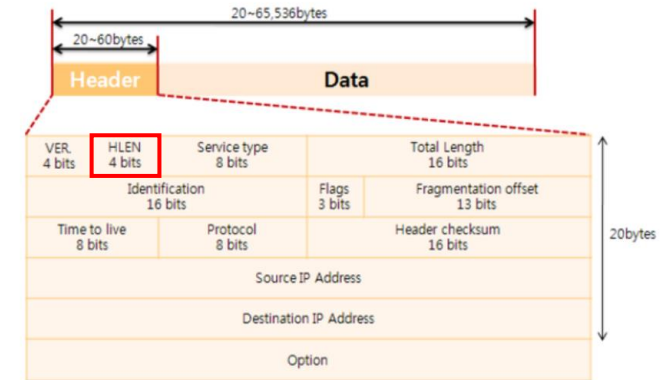 20~65,536bytes
20~60bytes
Header
Data
VER.
4 bits
HLEN
4 bits
Service type
8 bits
Total Length
16 bits
Identification
16 bits
Flags
3 bits
Fragmentation offset
13 bits
Time to live
8 bits
Protocol
8 bits
Header checksum
16 bits
20bytes
Source IP Address
Destination IP Address
Option